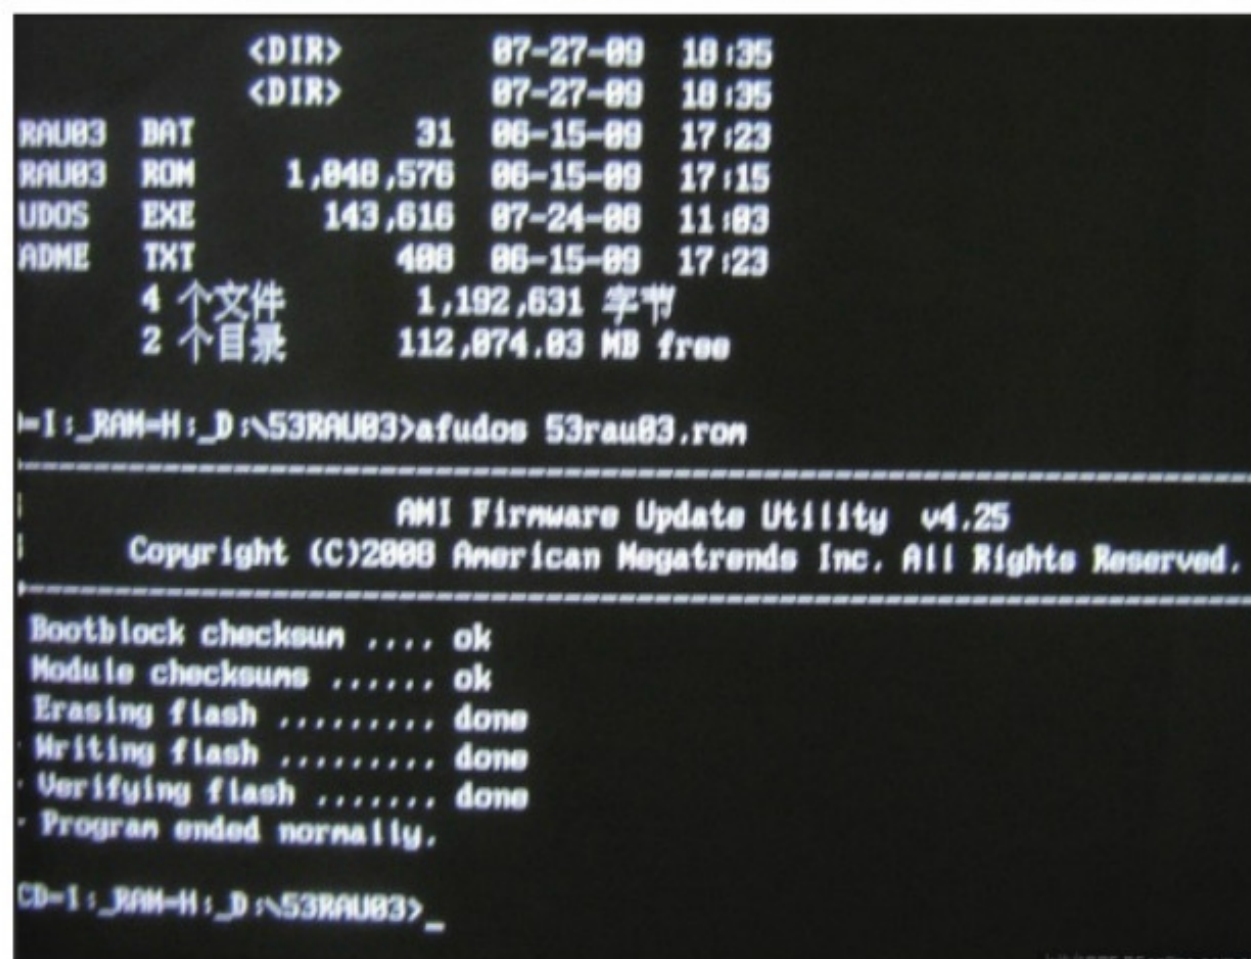 <DIR> 07-27-09 18:35
<DIR> 07-27-09 18:35
RAU03 BAT 31 06-15-09 17:23
RAU03 ROM 1,048,576 06-15-09 17:15
UDOS EXE 143,616 07-24-08 11:03
ADME TXT 408 06-15-09 17:23
4 个文件 1,192,631 字节
2 个目录 112,074.03 MB free
=I:_RAM=H:_D:\53RAU03>afudos 53rau03.rom
AMI Firmware Update Utility v4.25
Copyright (C)2008 American Megatrends Inc. All Rights Reserved.
Bootblock checksum .... ok
Module checksums ...... ok
Erasing flash ......... done
Writing flash ......... done
Verifying flash ....... done
Program ended normally.
CD=I:_RAM=H:_D:\53RAU03>_